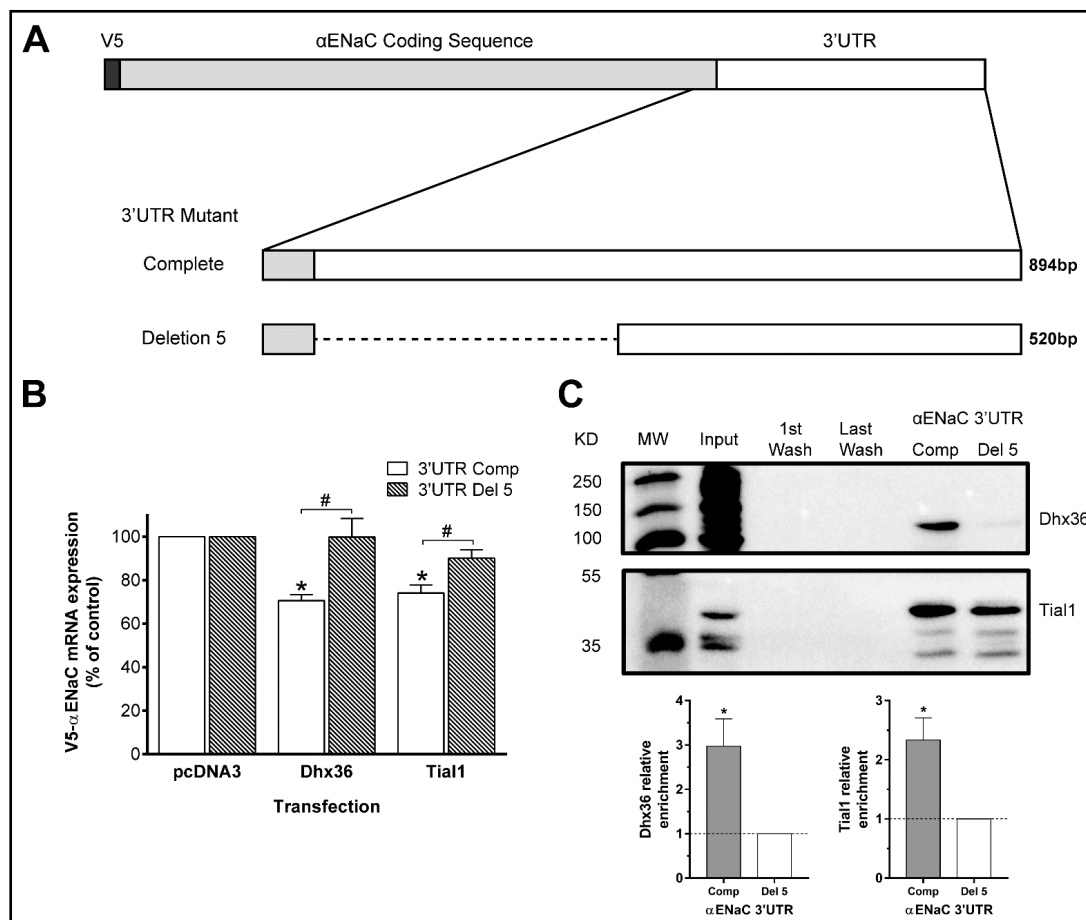 A
V5
αENaC Coding Sequence
3'UTR
3'UTR Mutant
Complete
894bp
Deletion 5
520bp
B
3'UTR Comp
3'UTR Del 5
#
#
*
*
V5-αENaC mRNA expression
(% of control)
100
80
60
40
20
0
pcDNA3
Dhx36
Tial1
Transfection
C
αENaC 3'UTR
KD
MW
Input
1st
Wash
Last
Wash
Comp
Del 5
250
150
100
Dhx36
55
35
Tial1
Dhx36 relative
enrichment
4
3
2
1
0
*
Comp
Del 5
αENaC 3'UTR
Tial1 relative
enrichment
3
2
1
0
*
Comp
Del 5
αENaC 3'UTR